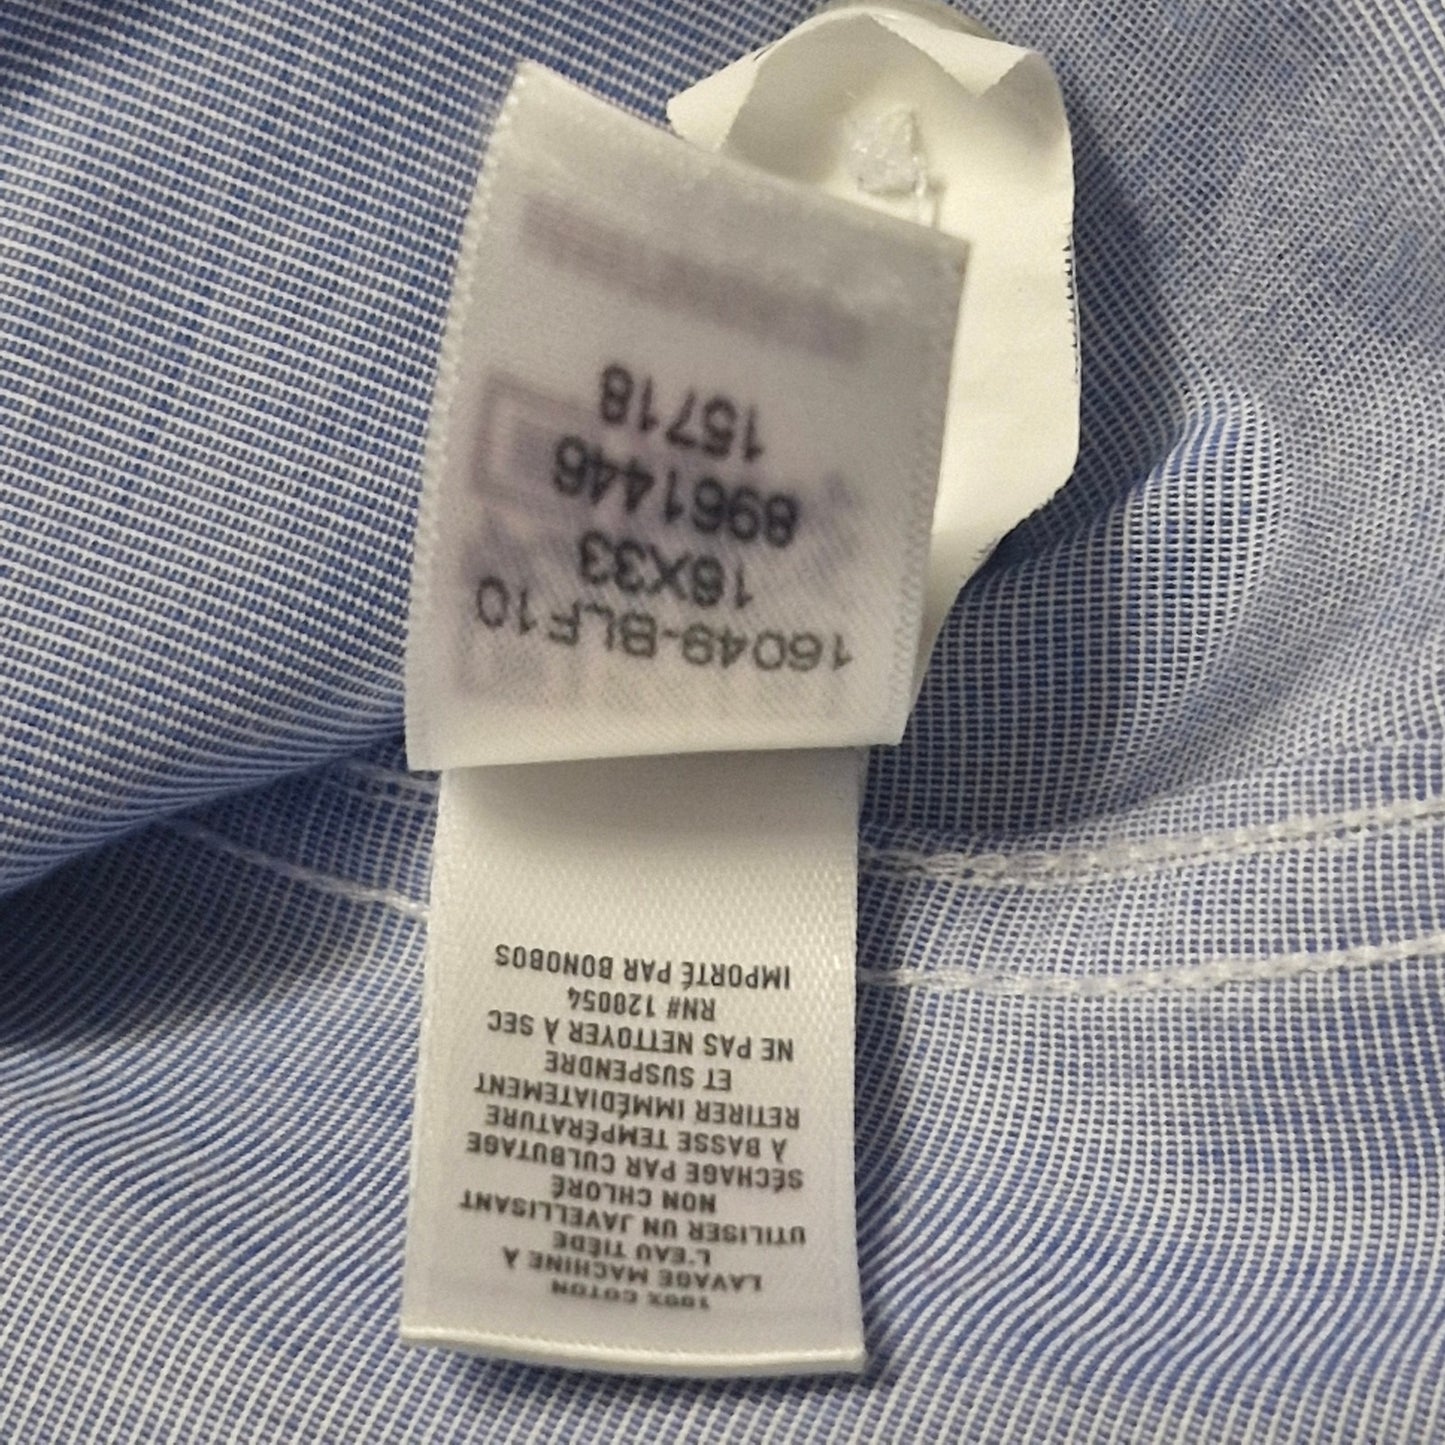 16049-BLF10
16X33
8961446
15718
100% COTON
LAVAGE MACHINE À
L'EAU TIÈDE
UTILISER UN JAVELLISANT
NON CHLORÉ
SÉCHAGE PAR CULBUTAGE
À BASSE TEMPÉRATURE
RETIRER IMMÉDIATEMENT
ET SUSPENDRE
NE PAS NETTOYER À SEC
RN# 120054
IMPORTÉ PAR BONOBOS